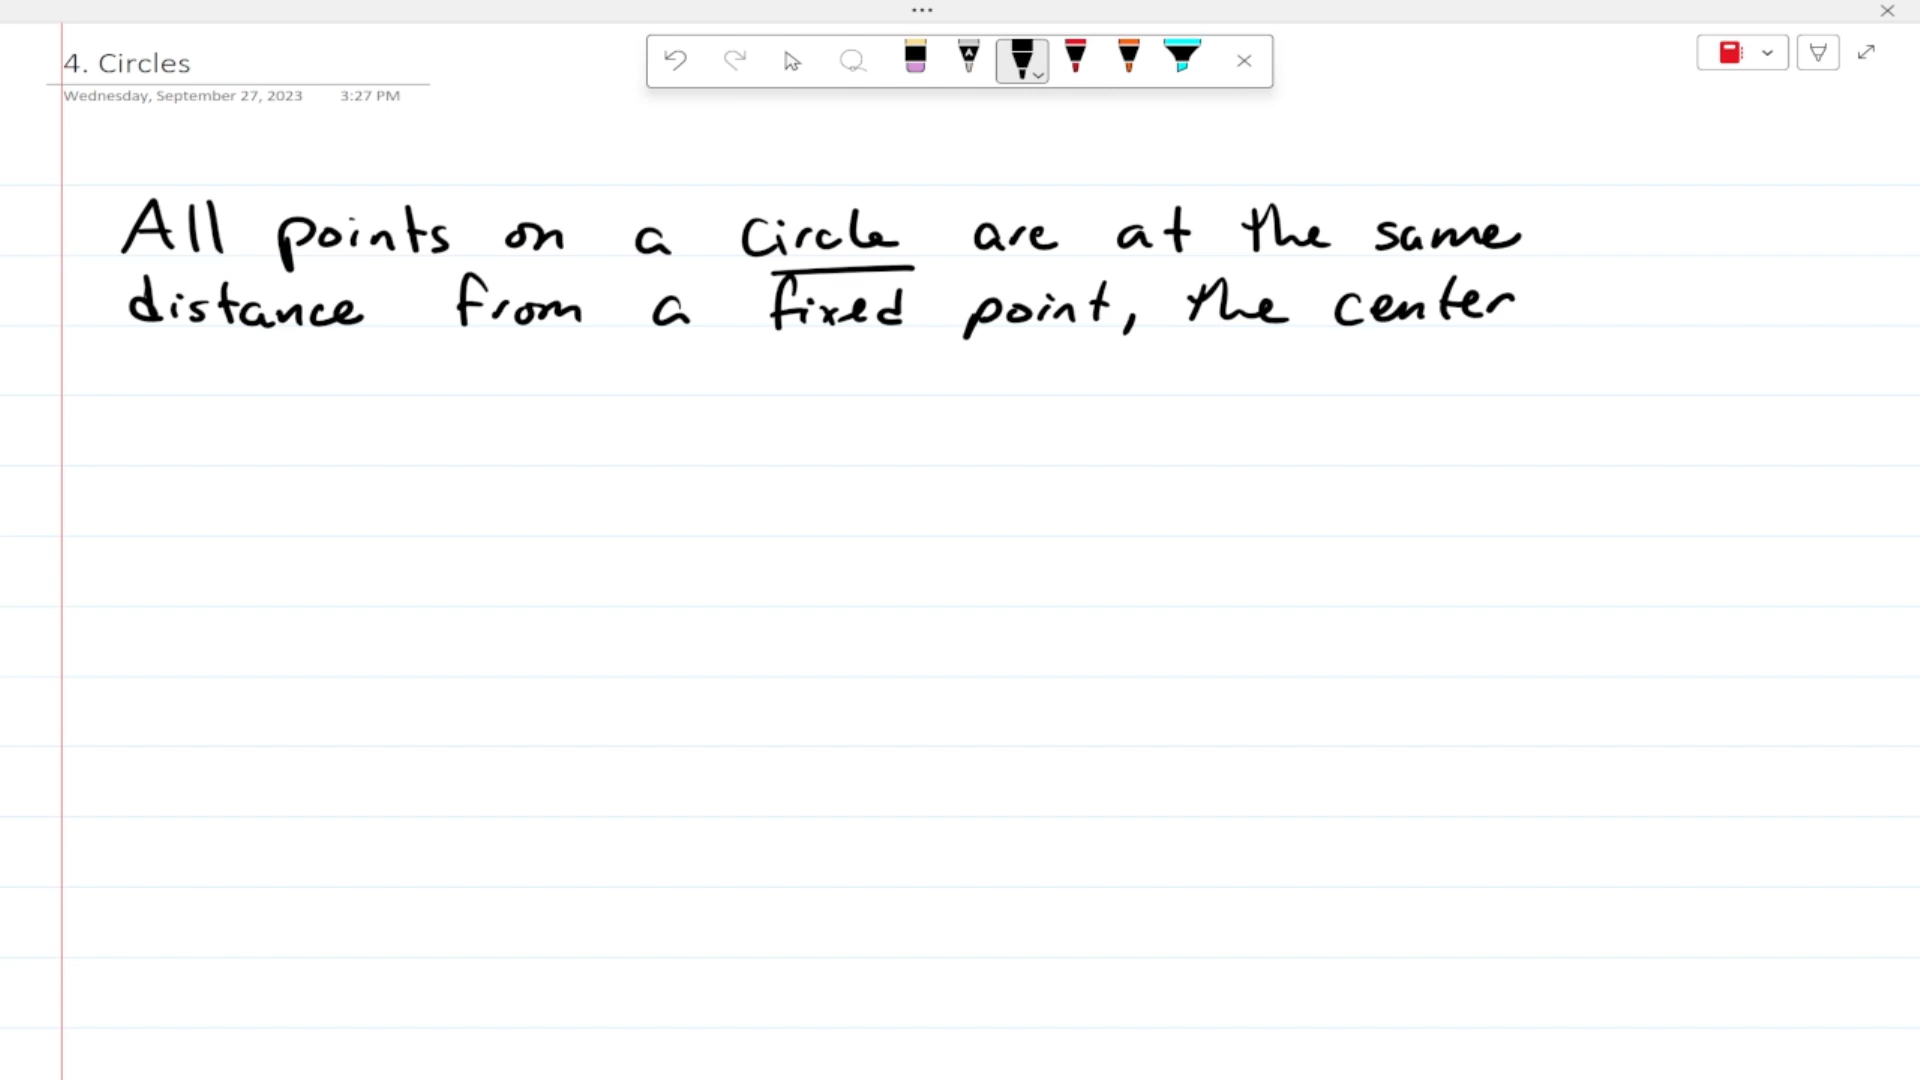 4. Circles
Wednesday, September 27, 2023 3:27 PM
All points on a circle are at the same
distance from a fixed point, the center